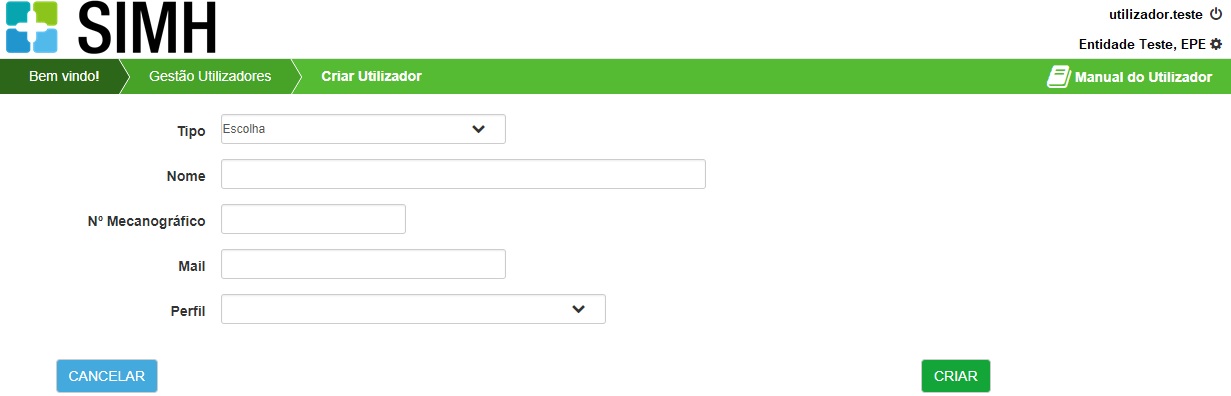 SIMH
utilizador.teste
Entidade Teste, EPE
Bem vindo! Gestão Utilizadores Criar Utilizador Manual do Utilizador
Tipo Escolha
Nome
Nº Mecanográfico
Mail
Perfil
CANCELAR CRIAR